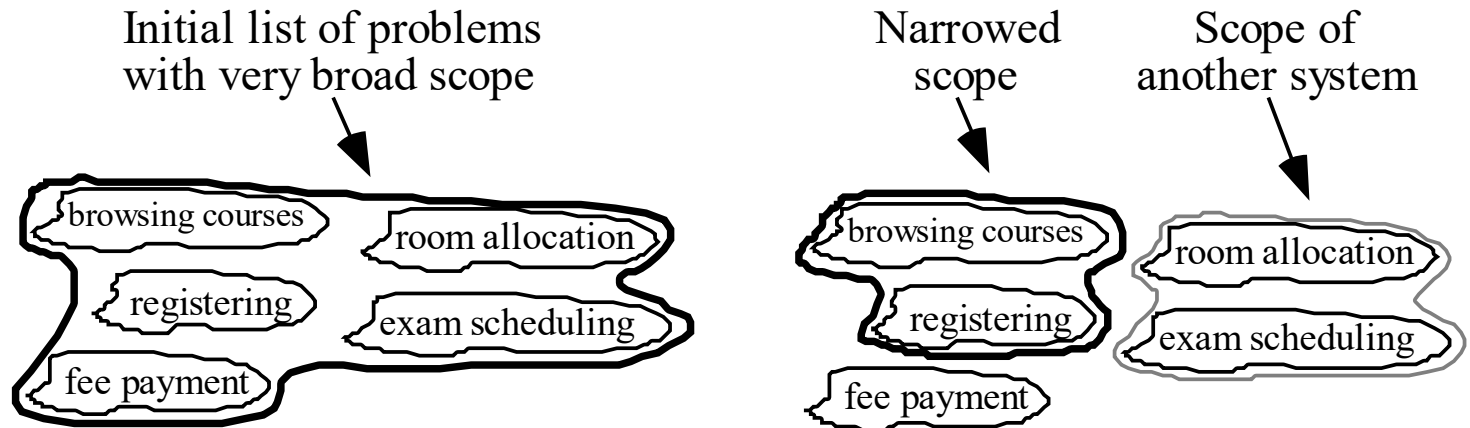 Initial list of problems
with very broad scope
browsing courses
room allocation
registering
exam scheduling
fee payment
Narrowed
scope
Scope of
another system
browsing courses
room allocation
registering
exam scheduling
fee payment